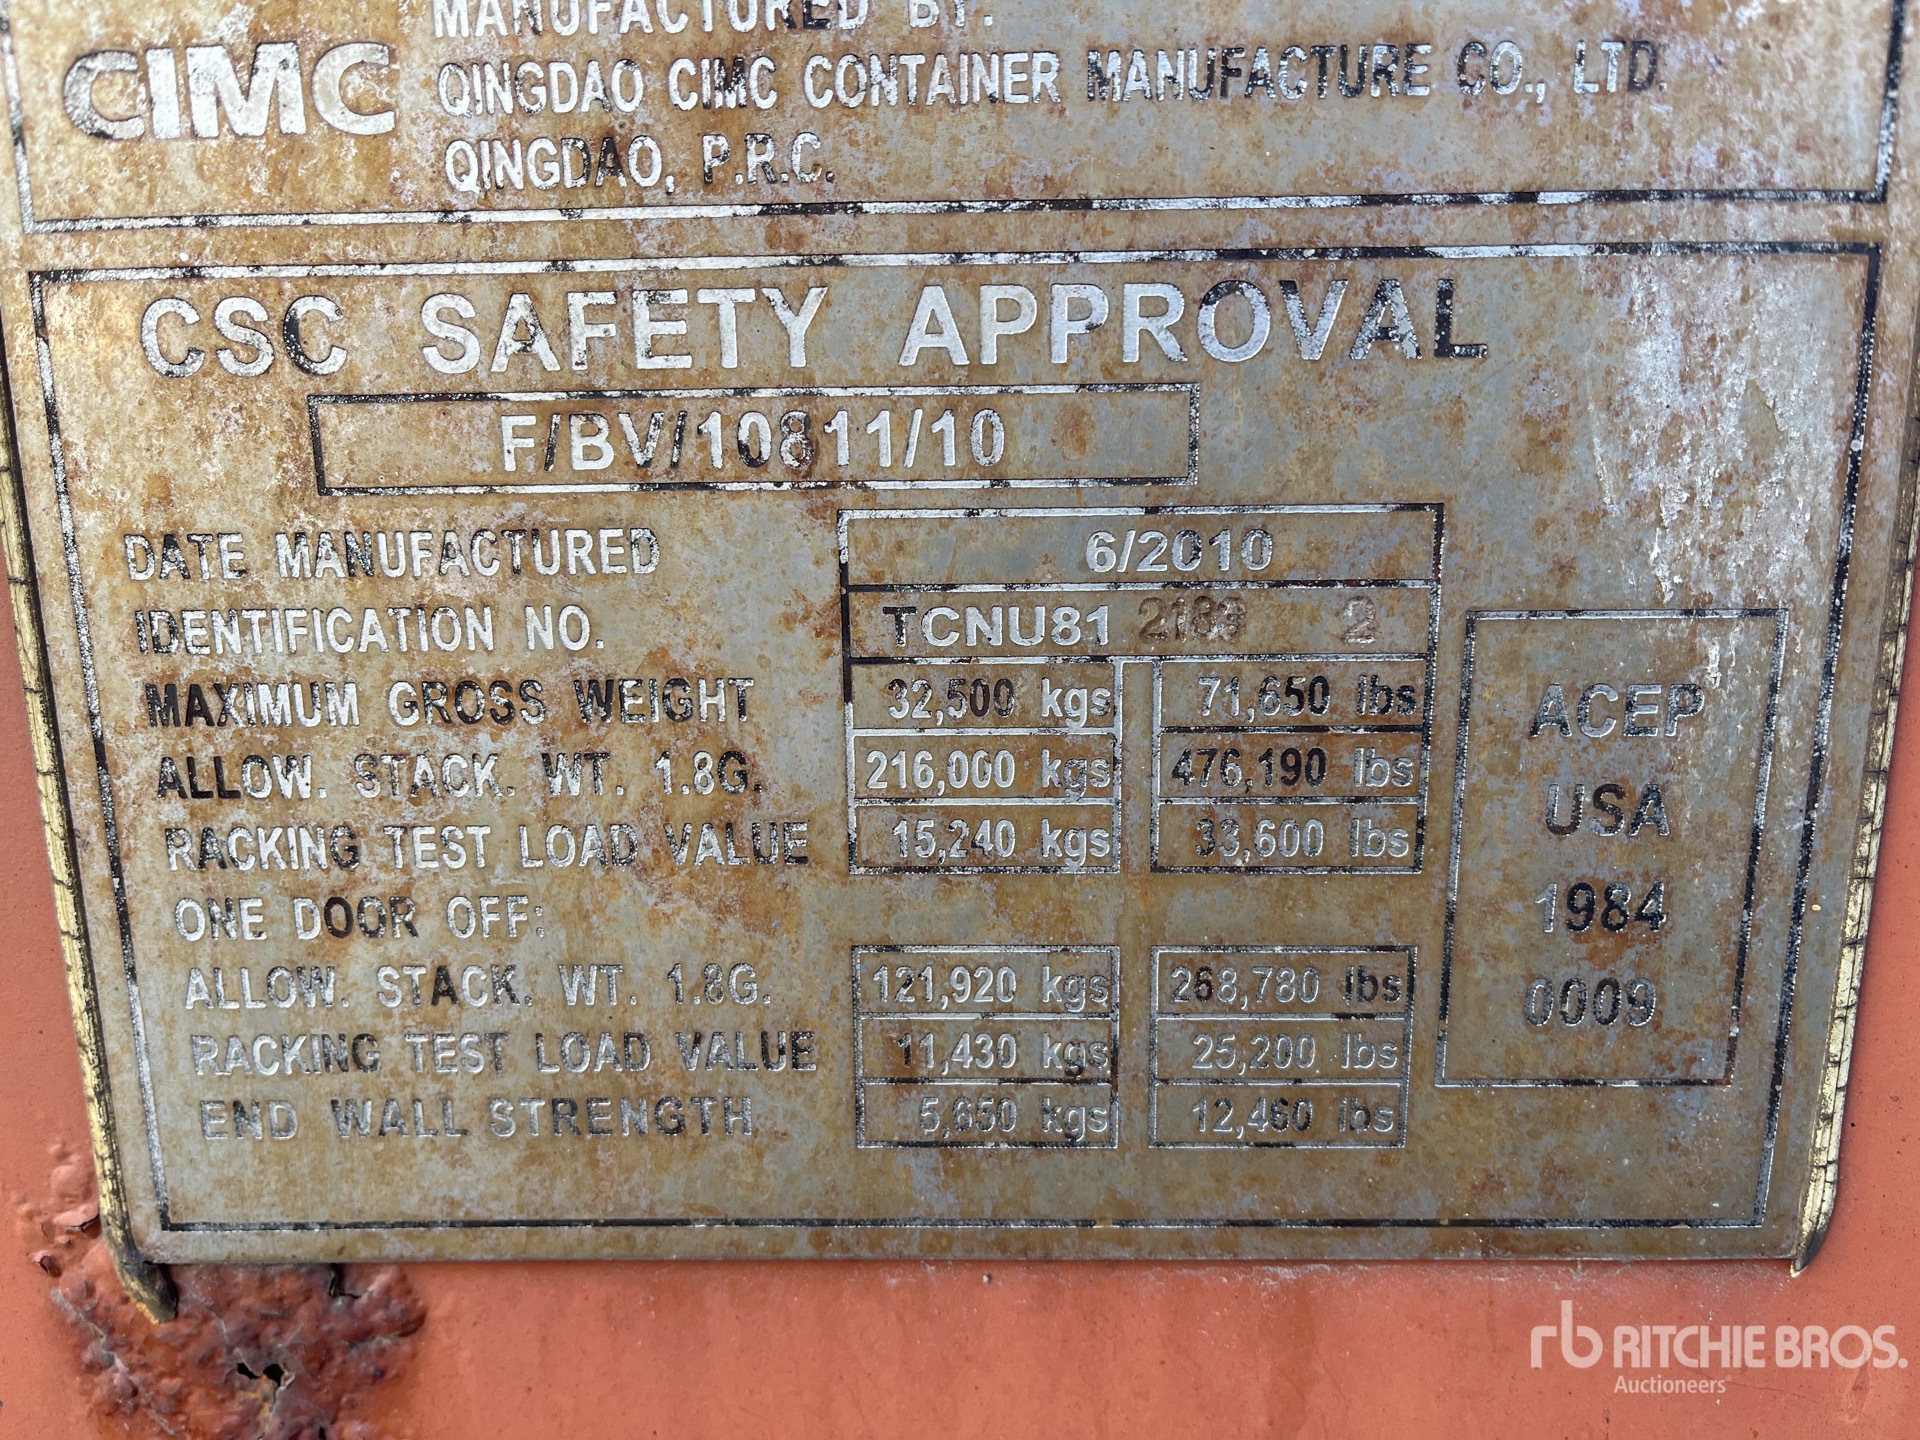 MANUFACTURED BY:
CIMC
QINGDAO CIMC CONTAINER MANUFACTURE CO., LTD.
QINGDAO, P.R.C.
CSC SAFETY APPROVAL
F/BV/10811/10
DATE MANUFACTURED 6/2010
IDENTIFICATION NO. TCNU81 2183 2
MAXIMUM GROSS WEIGHT 32,500 kgs 71,650 lbs
ALLOW. STACK. WT. 1.8G. 216,000 kgs 476,190 lbs
RACKING TEST LOAD VALUE 15,240 kgs 33,600 lbs
ONE DOOR OFF:
ALLOW. STACK. WT. 1.8G. 121,920 kgs 268,780 lbs
RACKING TEST LOAD VALUE 11,430 kgs 25,200 lbs
END WALL STRENGTH 5,650 kgs 12,460 lbs
ACEP
USA
1984
0009
rb RITCHIE BROS.
Auctioneers